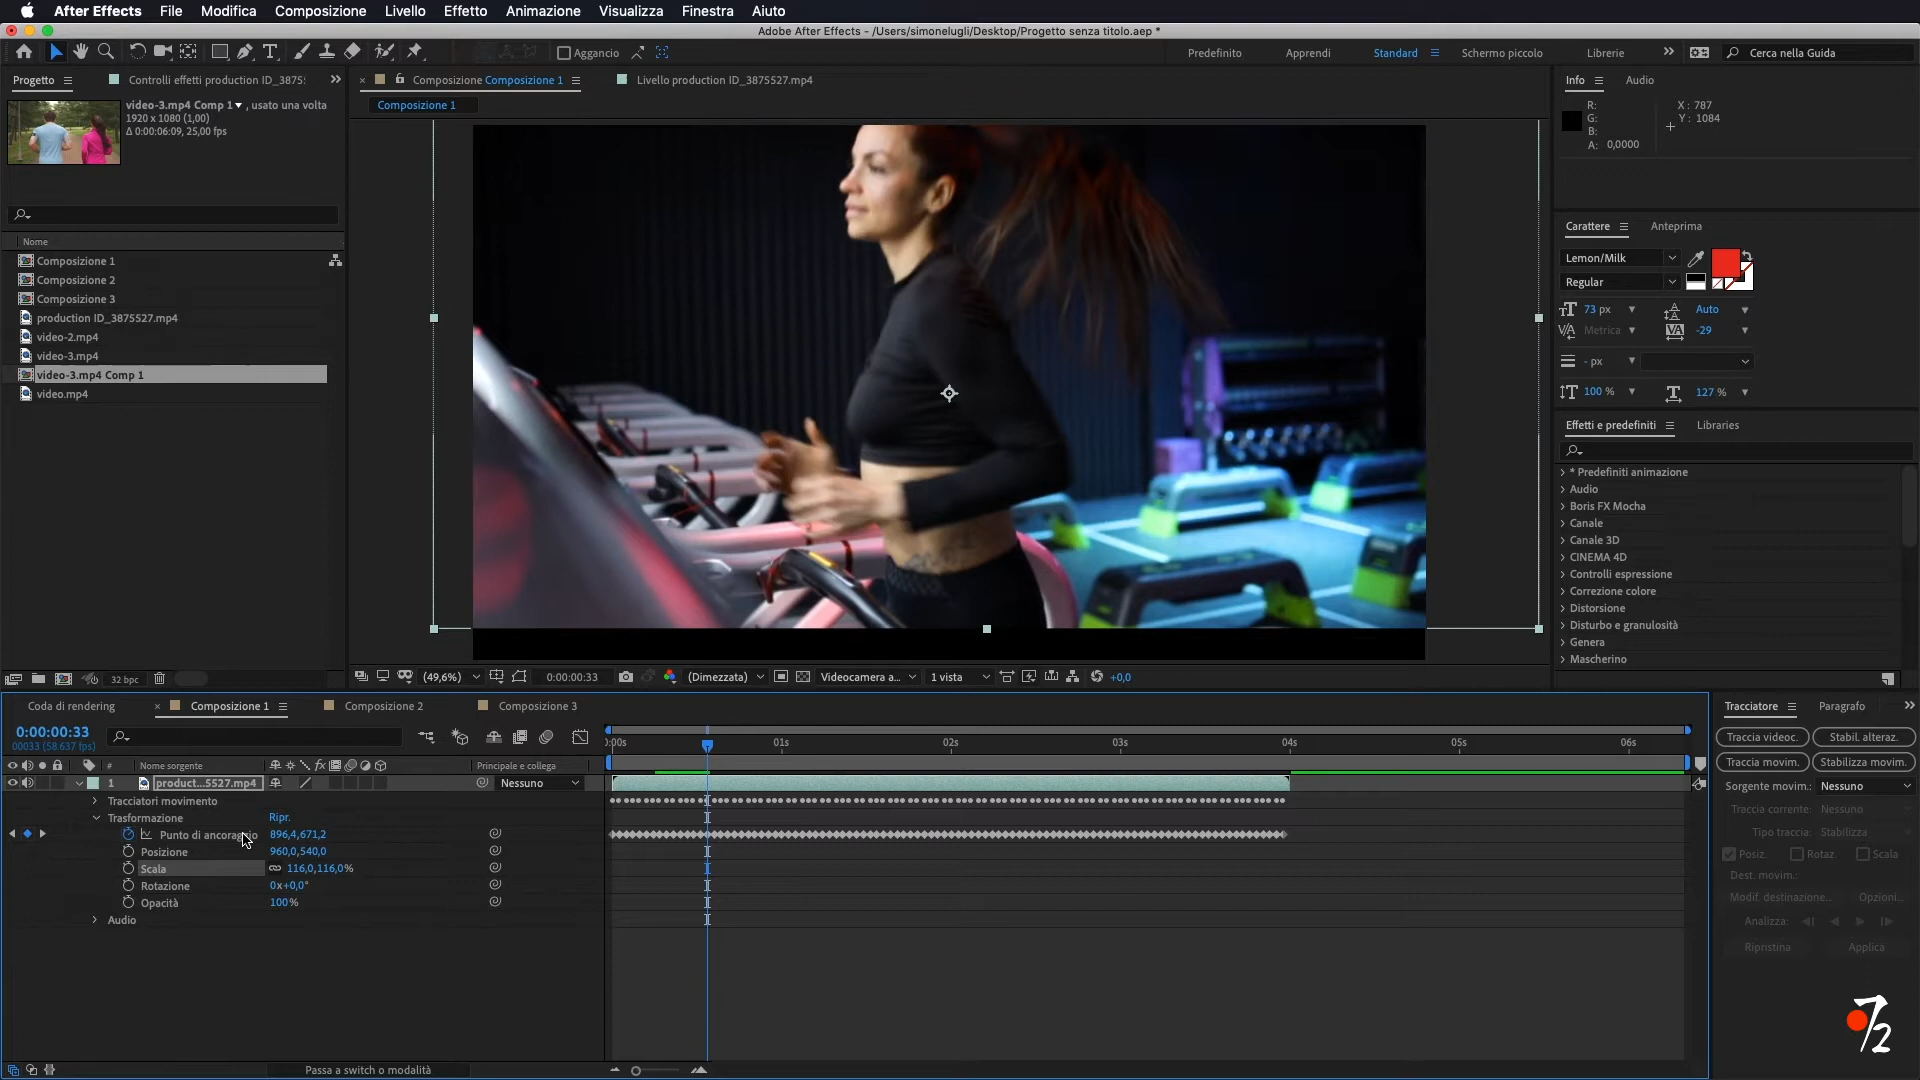 After Effects File Modifica Composizione Livello Effetto Animazione Visualizza Finestra Aiuto
Adobe After Effects – /Users/simonelugli/Desktop/Progetto senza titolo.aep *
Aggancio
Predefinito Apprendi Standard Schermo piccolo Librerie Cerca nella Guida
Progetto
Controlli effetti production ID_3875
Composizione Composizione 1
Livello production ID_3875527.mp4
Info Audio
video-3.mp4 Comp 1 , usato una volta
1920 x 1080 (1,00)
Δ 0:00:06:09, 25,00 fps
Composizione 1
R:
G:
B:
A: 0,0000
X : 787
Y : 1084
Nome
Composizione 1
Composizione 2
Composizione 3
production ID_3875527.mp4
video-2.mp4
video-3.mp4
video-3.mp4 Comp 1
video.mp4
Carattere Anteprima
Lemon/Milk
Regular
73 px Auto
Metrica -29
- px
100 % 127 %
Effetti e predefiniti Libraries
* Predefiniti animazione
Audio
Boris FX Mocha
Canale
Canale 3D
CINEMA 4D
Controlli espressione
Correzione colore
Distorsione
Disturbo e granulosità
Genera
Mascherino
32 bpc
(49,6%) 0:00:00:33 (Dimezzata) Videocamera a... 1 vista +0,0
Coda di rendering Composizione 1 Composizione 2 Composizione 3
0:00:00:33
00033 (58.637 fps)
:00s 01s 02s 03s 04s 05s 06s
# Nome sorgente fx Principale e collega
1 product...5527.mp4 Nessuno
Tracciatori movimento
Trasformazione Ripr.
Punto di ancoraggio 896,4,671,2
Posizione 960,0,540,0
Scala 116,0,116,0%
Rotazione 0x+0,0°
Opacità 100%
Audio
Passa a switch o modalità
Tracciatore Paragrafo
Traccia videoc. Stabil. alteraz.
Traccia movim. Stabilizza movim.
Sorgente movim.: Nessuno
Traccia corrente: Nessuno
Tipo traccia: Stabilizza
Posiz. Rotaz. Scala
Dest. movim.:
Modif. destinazione... Opzioni...
Analizza:
Ripristina Applica
7/2